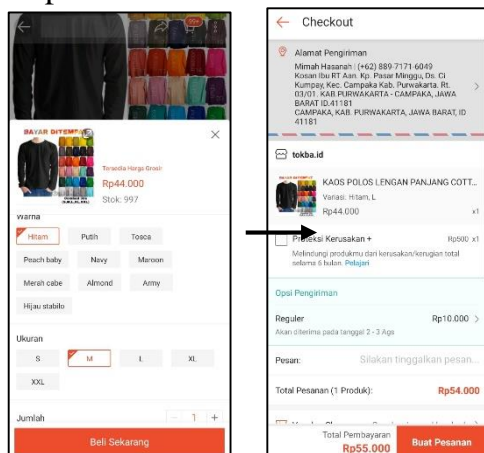 99+
BAYAR DITEMPAT
Tersedia Harga Grosir
Rp44.000
Stok: 997
Warna
Hitam Putih Tosca
Peach baby Navy Maroon
Merah cabe Almond Army
Hijau stabilo
Ukuran
S M L XL
XXL
Jumlah - 1 +
Beli Sekarang
Checkout
Alamat Pengiriman
Mimah Hasanah | (+62) 889-7171-6049
Kosan Ibu RT Aan. Kp. Pasar Minggu, Ds. Ci
Kumpay, Kec. Campaka Kab. Purwakarta. Rt.
03/01. KAB. PURWAKARTA - CAMPAKA, JAWA
BARAT ID.41181
CAMPAKA, KAB. PURWAKARTA, JAWA BARAT, ID
41181
tokba.id
KAOS POLOS LENGAN PANJANG COTT...
Variasi: Hitam, L
Rp44.000 x1
Proteksi Kerusakan + Rp500 x1
Melindungi produkmu dari kerusakan/kerugian total
selama 6 bulan. Pelajari
Opsi Pengiriman
Reguler Rp10.000
Akan diterima pada tanggal 2 - 3 Ags
Pesan: Silakan tinggalkan pesan...
Total Pesanan (1 Produk): Rp54.000
Total Pembayaran
Rp55.000
Buat Pesanan